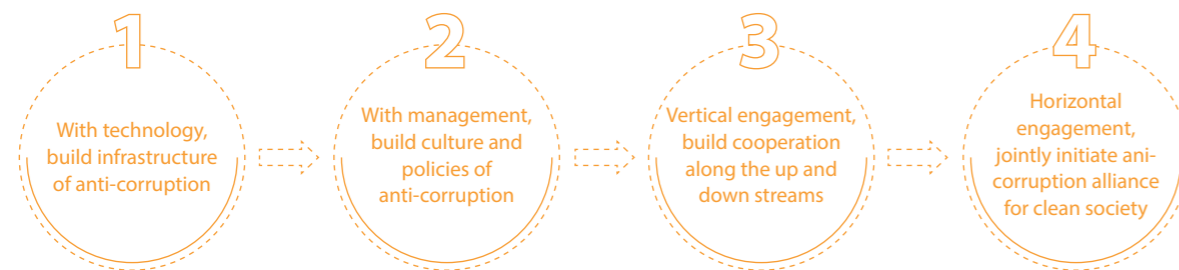 1
With technology,
build infrastructure
of anti-corruption
2
With management,
build culture and
policies of
anti-corruption
3
Vertical engagement,
build cooperation
along the up and
down streams
4
Horizontal
engagement,
jointly initiate ani-
corruption alliance
for clean society